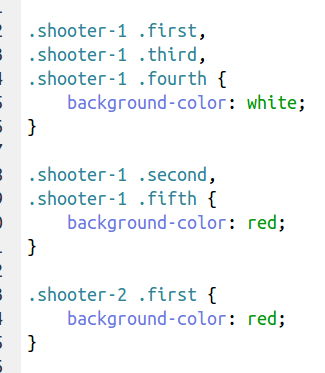 .shooter-1 .first,
.shooter-1 .third,
.shooter-1 .fourth {
    background-color: white;
}
.shooter-1 .second,
.shooter-1 .fifth {
    background-color: red;
}
.shooter-2 .first {
    background-color: red;
}